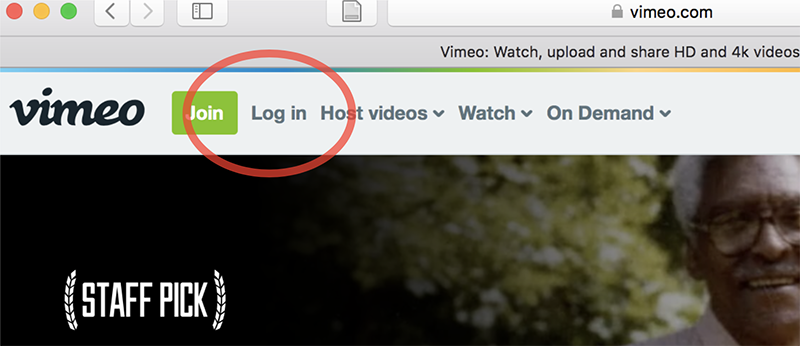 vimeo.com
Vimeo: Watch, upload and share HD and 4k videos
vimeo Join Log in Host videos Watch On Demand
STAFF PICK